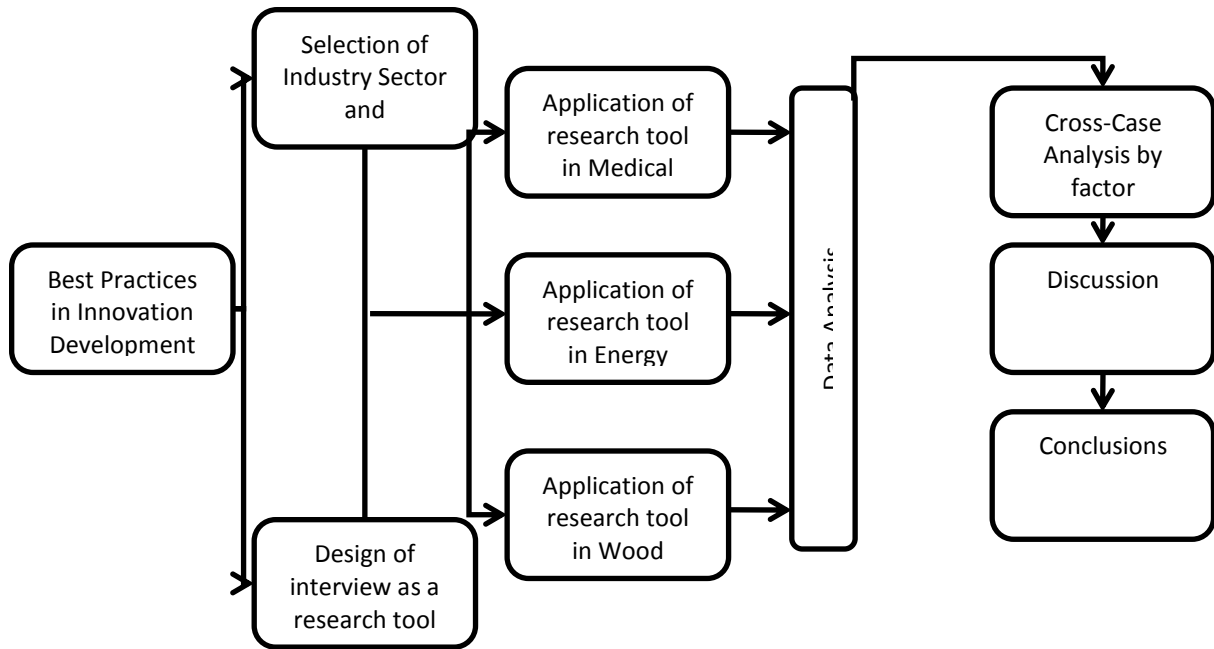 Best Practices
in Innovation
Development
Selection of
Industry Sector
and
Design of
interview as a
research tool
Application of
research tool
in Medical
Application of
research tool
in Energy
Application of
research tool
in Wood
Data Analysis
Cross-Case
Analysis by
factor
Discussion
Conclusions